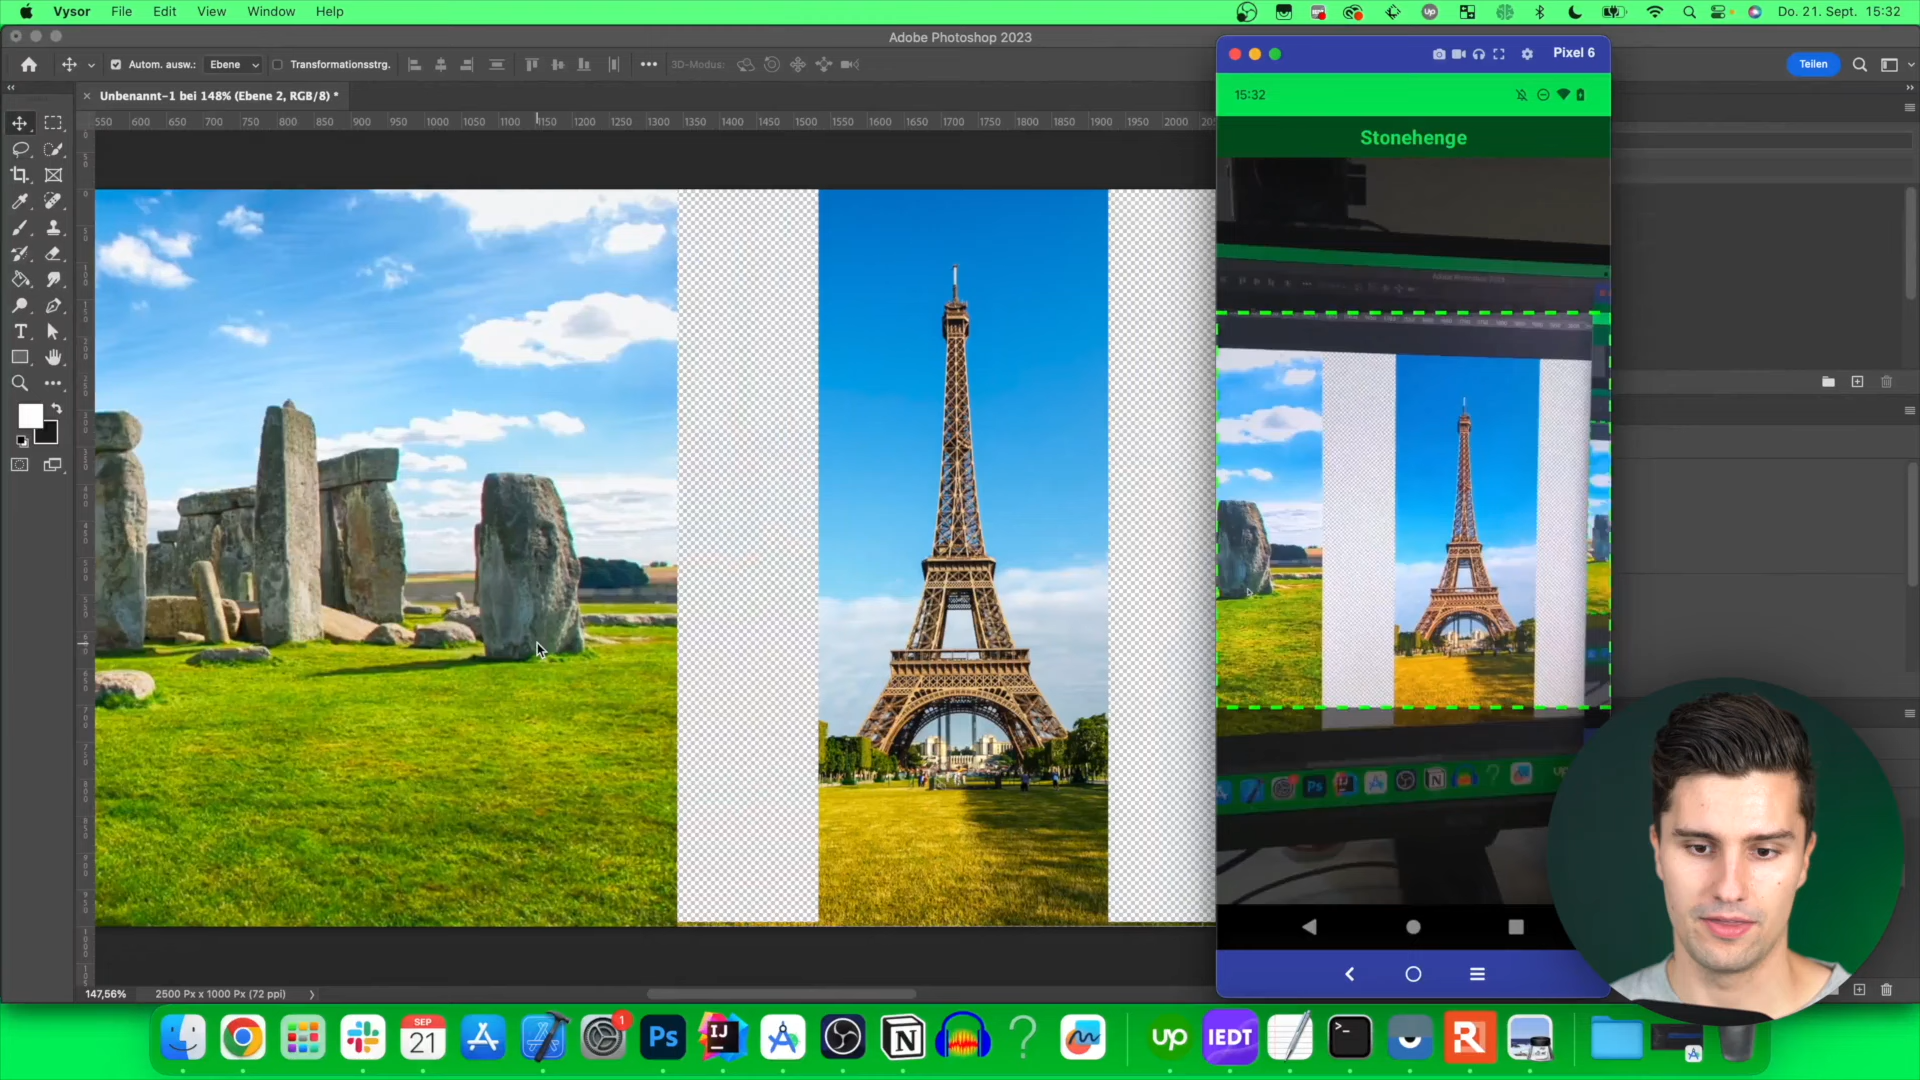 Vysor File Edit View Window Help
Do. 21. Sept. 15:32
Adobe Photoshop 2023
Autom. ausw.: Ebene Transformationsstrg. 3D-Modus: Teilen
Unbenannt-1 bei 148% (Ebene 2, RGB/8) *
550 600 650 700 750 800 850 900 950 1000 1050 1100 1150 1200 1250 1300 1350 1400 1450 1500 1550 1600 1650 1700 1750 1800 1850 1900 1950 2000
Pixel 6
15:32
Stonehenge
147,56% 2500 Px x 1000 Px (72 ppi)
SEP
21
1
Ps
IJ
up
IEDT